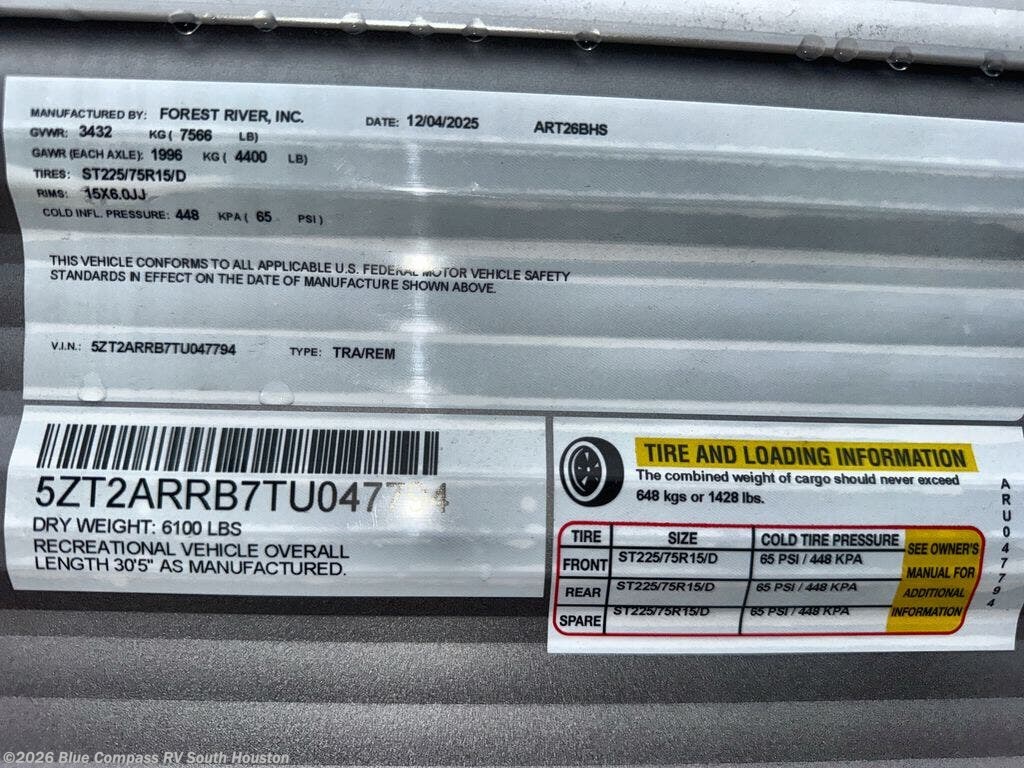 MANUFACTURED BY: FOREST RIVER, INC. DATE: 12/04/2025 ART26BHS
GVWR: 3432 KG ( 7566 LB)
GAWR (EACH AXLE): 1996 KG ( 4400 LB)
TIRES: ST225/75R15/D
RIMS: 15X6.0JJ
COLD INFL. PRESSURE: 448 KPA ( 65 PSI )
THIS VEHICLE CONFORMS TO ALL APPLICABLE U.S. FEDERAL MOTOR VEHICLE SAFETY
STANDARDS IN EFFECT ON THE DATE OF MANUFACTURE SHOWN ABOVE.
V.I.N.: 5ZT2ARRB7TU047794 TYPE: TRA/REM
5ZT2ARRB7TU047794
DRY WEIGHT: 6100 LBS
RECREATIONAL VEHICLE OVERALL
LENGTH 30'5" AS MANUFACTURED.
TIRE AND LOADING INFORMATION
The combined weight of cargo should never exceed
648 kgs or 1428 lbs.
TIRE SIZE COLD TIRE PRESSURE
FRONT ST225/75R15/D 65 PSI / 448 KPA
REAR ST225/75R15/D 65 PSI / 448 KPA
SPARE ST225/75R15/D 65 PSI / 448 KPA
SEE OWNER'S
MANUAL FOR
ADDITIONAL
INFORMATION
ARU047794
©2026 Blue Compass RV South Houston